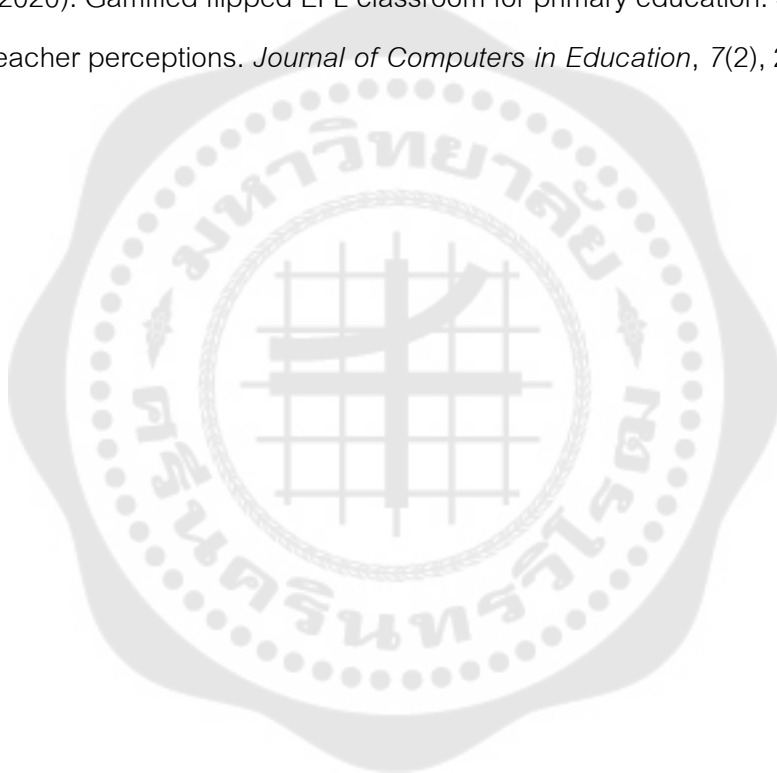 2020). Gamified flipped EFL classroom for primary education:
eacher perceptions. Journal of Computers in Education, 7(2), 2
มหาวิทยาลัย
ศรีนครินทรวิโรฒ